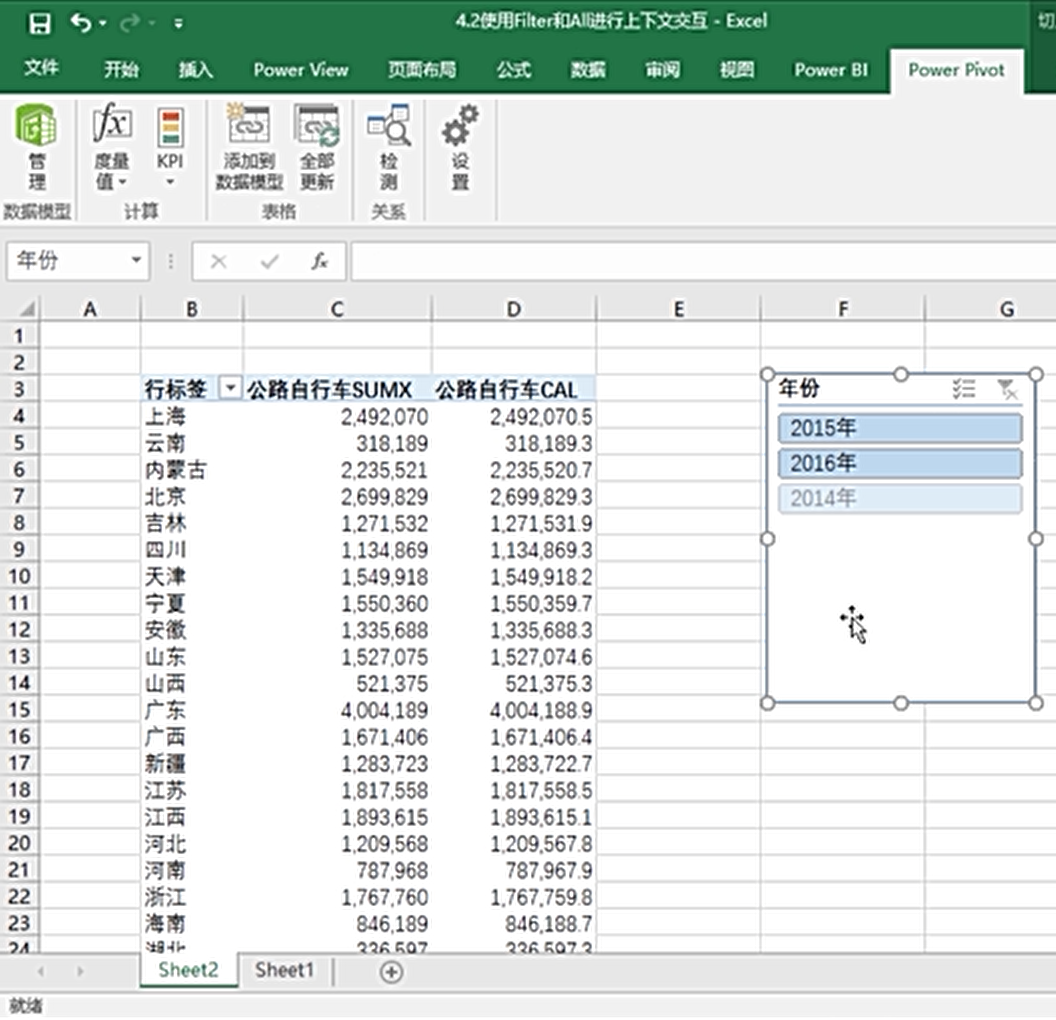 4.2使用Filter和All进行上下文交互 - Excel
切
文件 开始 插入 Power View 页面布局 公式 数据 审阅 视图 Power BI Power Pivot
管理 度量值 KPI 添加到数据模型 全部更新 检测 设置
数据模型 计算 表格 关系
年份 fx
A B C D E F G
1
2
3 行标签 公路自行车SUMX 公路自行车CAL 年份
4 上海 2,492,070 2,492,070.5 2015年
5 云南 318,189 318,189.3
6 内蒙古 2,235,521 2,235,520.7 2016年
7 北京 2,699,829 2,699,829.3 2014年
8 吉林 1,271,532 1,271,531.9
9 四川 1,134,869 1,134,869.3
10 天津 1,549,918 1,549,918.2
11 宁夏 1,550,360 1,550,359.7
12 安徽 1,335,688 1,335,688.3
13 山东 1,527,075 1,527,074.6
14 山西 521,375 521,375.3
15 广东 4,004,189 4,004,188.9
16 广西 1,671,406 1,671,406.4
17 新疆 1,283,723 1,283,722.7
18 江苏 1,817,558 1,817,558.5
19 江西 1,893,615 1,893,615.1
20 河北 1,209,568 1,209,567.8
21 河南 787,968 787,967.9
22 浙江 1,767,760 1,767,759.8
23 海南 846,189 846,188.7
24 湖北 336,597 336,597.3
Sheet2 Sheet1
就绪